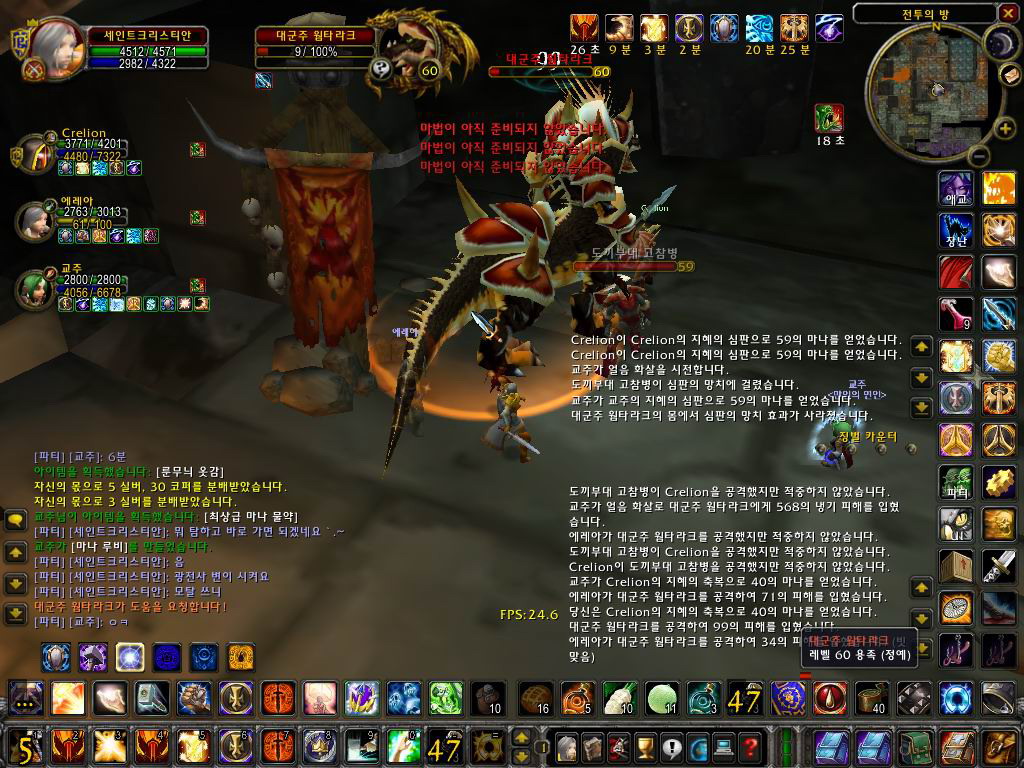 세인트크리스티안
4512/4571
2982/4322
대군주 웜타라크
9/100%
60
26 초
9 분
3 분
2 분
20 분
25 분
18 초
전투의 방
N
대군주 웜타라크
60
Crelion
3771/4201
4480/7322
에레아
2763/3013
61/100
교주
2800/2800
4056/6678
마법이 아직 준비되지 않았습니다.
마법이 아직 준비되지 않았습니다.
마법이 아직 준비되지 않았습니다.
Crelion
도끼부대 고참병
59
에레아
애교
장난
9
파티
교주
징벨 카운터
Crelion이 Crelion의 지혜의 심판으로 59의 마나를 얻었습니다.
Crelion이 Crelion의 지혜의 심판으로 59의 마나를 얻었습니다.
교주가 얼음 화살을 시전합니다.
도끼부대 고참병이 심판의 망치에 걸렸습니다.
교주가 교주의 지혜의 심판으로 59의 마나를 얻었습니다.
대군주 웜타라크의 몸에서 심판의 망치 효과가 사라졌습니다.
[파티] [교주]: 6분
아이템을 획득했습니다: [룬무늬 옷감]
자신의 몫으로 5 실버, 30 코퍼를 분배받았습니다.
자신의 몫으로 3 실버를 분배받았습니다.
교주님이 아이템을 획득했습니다: [최상급 마나 물약]
[파티] [세인트크리스티안]: 뭐 탐하고 바로 가면 되겠네요 `.~
교주가 [마나 루비]를 만들었습니다.
[파티] [세인트크리스티안]: 음
[파티] [세인트크리스티안]: 광전사 변이 시켜요
[파티] [세인트크리스티안]: 모탈 쓰니
대군주 웜타라크가 도움을 요청합니다!
[파티] [교주]: ㅇㅋ
도끼부대 고참병이 Crelion을 공격했지만 적중하지 않았습니다.
교주가 얼음 화살로 대군주 웜타라크에게 568의 냉기 피해를 입혔습니다.
에레아가 대군주 웜타라크를 공격했지만 적중하지 않았습니다.
도끼부대 고참병이 Crelion을 공격했지만 적중하지 않았습니다.
Crelion이 도끼부대 고참병을 공격했지만 적중하지 않았습니다.
교주가 Crelion의 지혜의 축복으로 40의 마나를 얻었습니다.
에레아가 대군주 웜타라크를 공격하여 71의 피해를 입혔습니다.
당신은 Crelion의 지혜의 축복으로 40의 마나를 얻었습니다.
대군주 웜타라크를 공격하여 99의 피해를 입혔습니다.
에레아가 대군주 웜타라크를 공격하여 34의 피해
맞음)
FPS:24.6
대군주 웜타라크
레벨 60 용족 (정예)
10
16
5
10
10
3
47
40
5
2
3
4
5
6
7
8
9
0
47